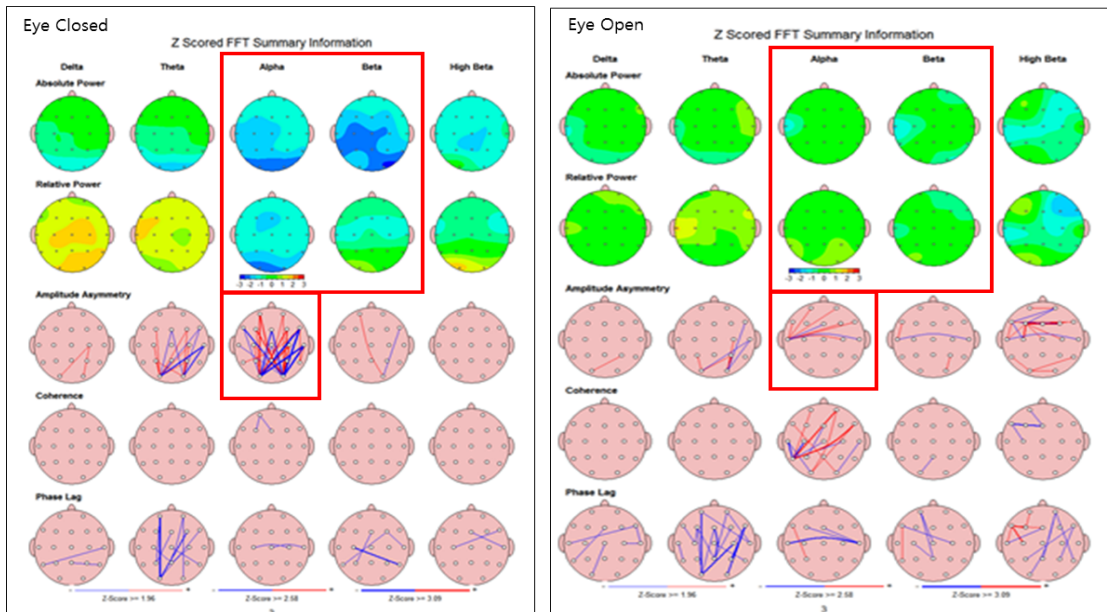 Eye Closed
Z Scored FFT Summary Information
Delta Theta Alpha Beta High Beta
Absolute Power
Relative Power
-3 -2 -1 0 1 2 3
Amplitude Asymmetry
Coherence
Phase Lag
Z-Score >= 1.96 Z-Score >= 2.58 Z-Score >= 3.09
Eye Open
Z Scored FFT Summary Information
Delta Theta Alpha Beta High Beta
Absolute Power
Relative Power
-3 -2 -1 0 1 2 3
Amplitude Asymmetry
Coherence
Phase Lag
Z-Score >= 1.96 Z-Score >= 2.58 Z-Score >= 3.09
3